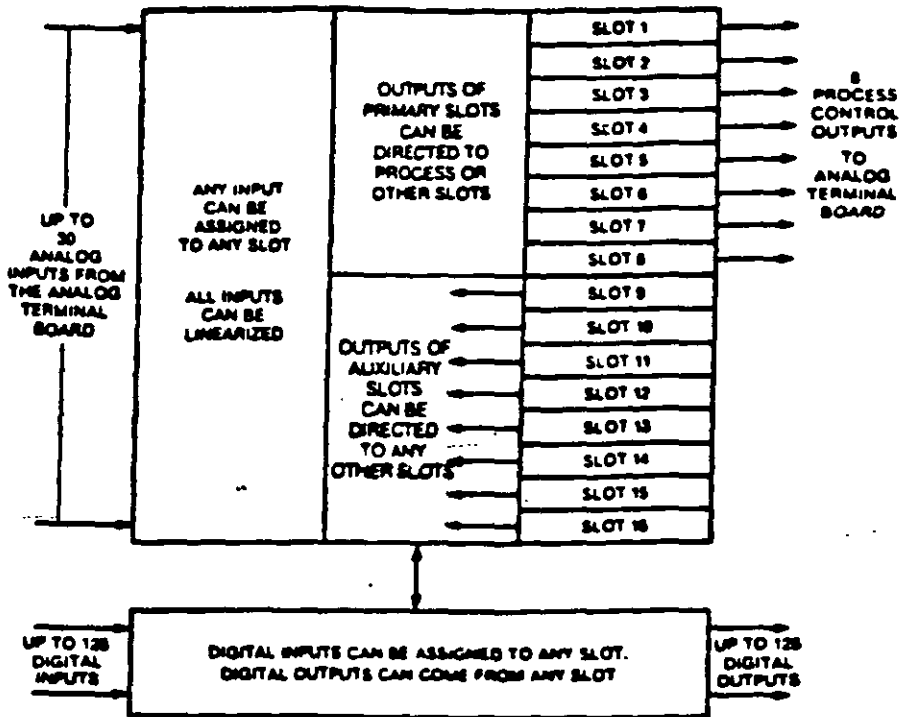 UP TO
30
ANALOG
INPUTS FROM
THE ANALOG
TERMINAL
BOARD
ANY INPUT
CAN BE
ASSIGNED
TO ANY SLOT
ALL INPUTS
CAN BE
LINEARIZED
OUTPUTS OF
PRIMARY SLOTS
CAN BE
DIRECTED TO
PROCESS OR
OTHER SLOTS
OUTPUTS OF
AUXILIARY
SLOTS
CAN BE
DIRECTED
TO ANY
OTHER SLOTS
SLOT 1
SLOT 2
SLOT 3
SLOT 4
SLOT 5
SLOT 6
SLOT 7
SLOT 8
SLOT 9
SLOT 10
SLOT 11
SLOT 12
SLOT 13
SLOT 14
SLOT 15
SLOT 16
8
PROCESS
CONTROL
OUTPUTS
TO
ANALOG
TERMINAL
BOARD
UP TO 128
DIGITAL
INPUTS
DIGITAL INPUTS CAN BE ASSIGNED TO ANY SLOT.
DIGITAL OUTPUTS CAN COME FROM ANY SLOT
UP TO 128
DIGITAL
OUTPUTS